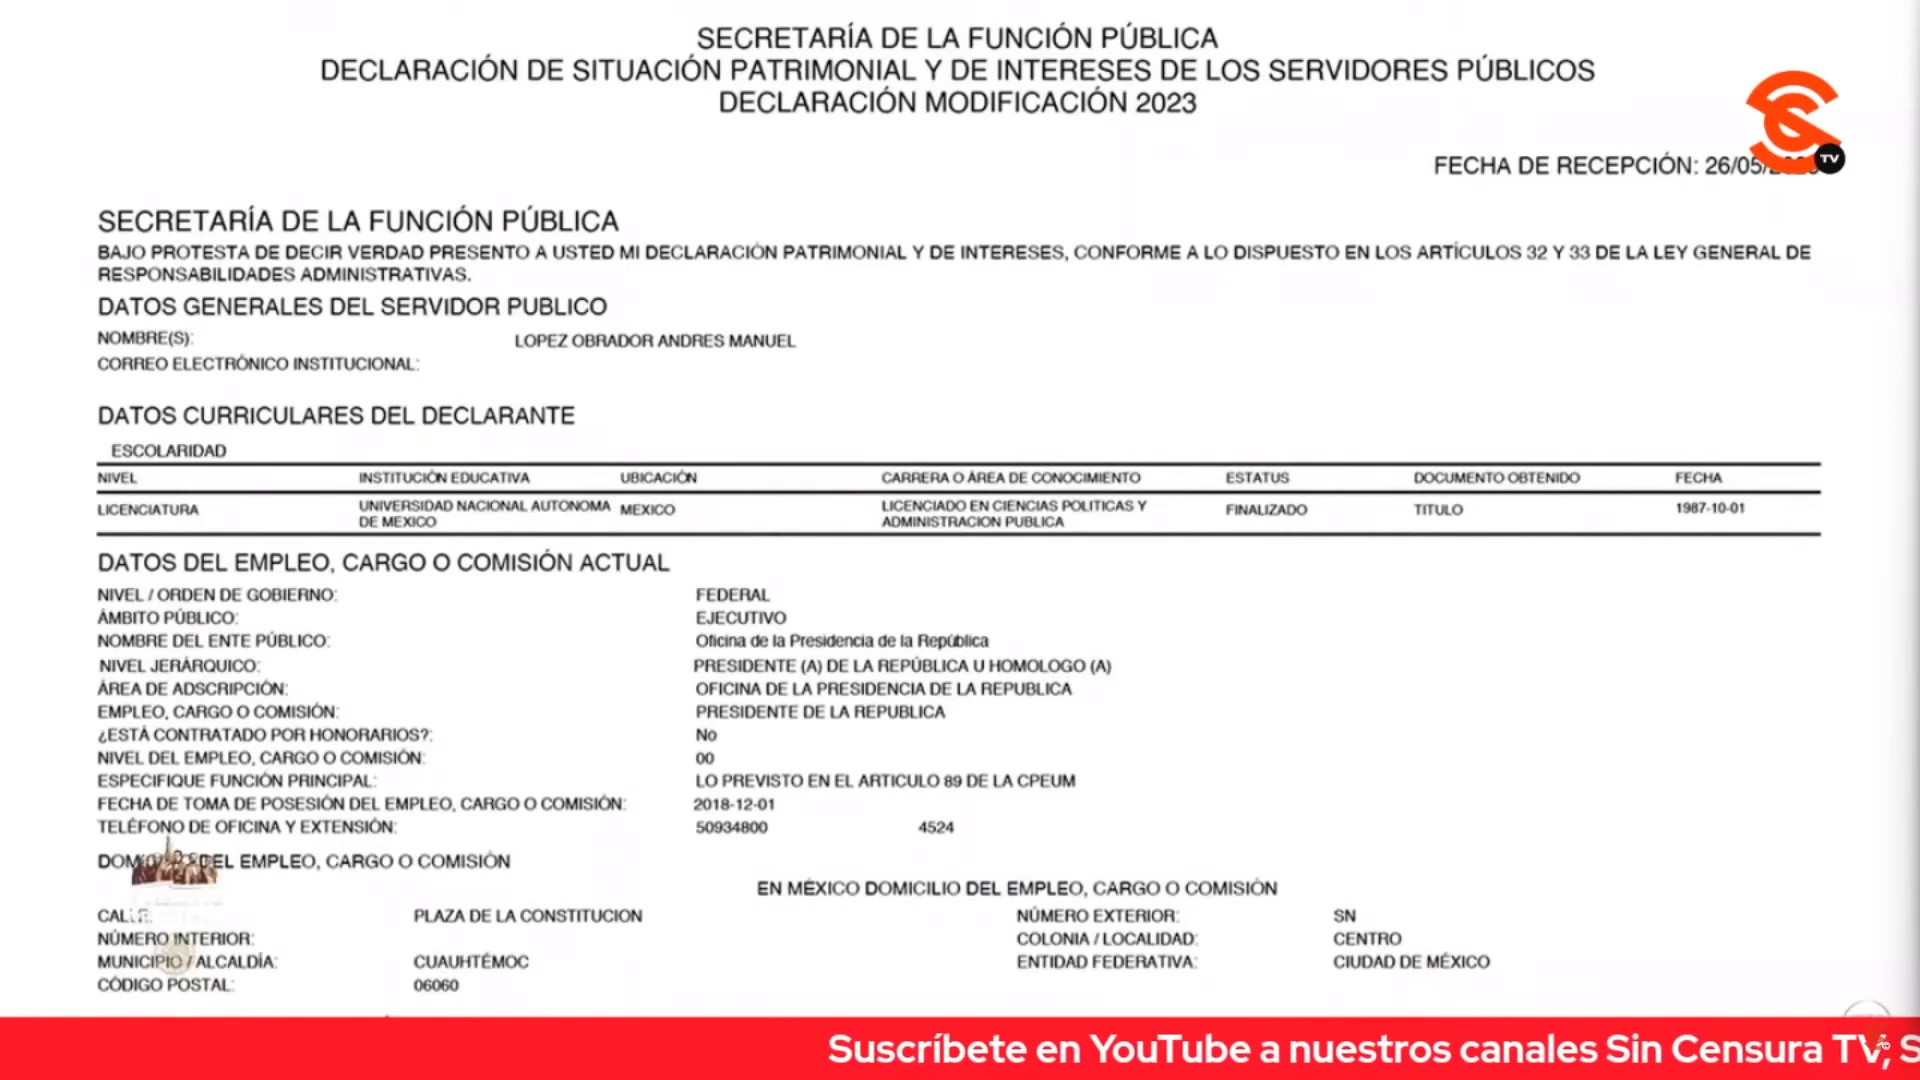 SECRETARÍA DE LA FUNCIÓN PÚBLICA
DECLARACIÓN DE SITUACIÓN PATRIMONIAL Y DE INTERESES DE LOS SERVIDORES PÚBLICOS
DECLARACIÓN MODIFICACIÓN 2023
TV
FECHA DE RECEPCIÓN: 26/05/
SECRETARÍA DE LA FUNCIÓN PÚBLICA
BAJO PROTESTA DE DECIR VERDAD PRESENTO A USTED MI DECLARACIÓN PATRIMONIAL Y DE INTERESES, CONFORME A LO DISPUESTO EN LOS ARTÍCULOS 32 Y 33 DE LA LEY GENERAL DE
RESPONSABILIDADES ADMINISTRATIVAS.
DATOS GENERALES DEL SERVIDOR PUBLICO
NOMBRE(S): LOPEZ OBRADOR ANDRES MANUEL
CORREO ELECTRÓNICO INSTITUCIONAL:
DATOS CURRICULARES DEL DECLARANTE
ESCOLARIDAD
NIVEL INSTITUCIÓN EDUCATIVA UBICACIÓN CARRERA O ÁREA DE CONOCIMIENTO ESTATUS DOCUMENTO OBTENIDO FECHA
LICENCIATURA UNIVERSIDAD NACIONAL AUTONOMA MEXICO LICENCIADO EN CIENCIAS POLITICAS Y FINALIZADO TITULO 1987-10-01
DE MEXICO ADMINISTRACION PUBLICA
DATOS DEL EMPLEO, CARGO O COMISIÓN ACTUAL
NIVEL / ORDEN DE GOBIERNO: FEDERAL
ÁMBITO PÚBLICO: EJECUTIVO
NOMBRE DEL ENTE PÚBLICO: Oficina de la Presidencia de la República
NIVEL JERÁRQUICO: PRESIDENTE (A) DE LA REPÚBLICA U HOMOLOGO (A)
ÁREA DE ADSCRIPCIÓN: OFICINA DE LA PRESIDENCIA DE LA REPUBLICA
EMPLEO, CARGO O COMISIÓN: PRESIDENTE DE LA REPUBLICA
¿ESTÁ CONTRATADO POR HONORARIOS?: No
NIVEL DEL EMPLEO, CARGO O COMISIÓN: 00
ESPECIFIQUE FUNCIÓN PRINCIPAL: LO PREVISTO EN EL ARTICULO 89 DE LA CPEUM
FECHA DE TOMA DE POSESIÓN DEL EMPLEO, CARGO O COMISIÓN: 2018-12-01
TELÉFONO DE OFICINA Y EXTENSIÓN: 50934800 4524
DEL EMPLEO, CARGO O COMISIÓN
EN MÉXICO DOMICILIO DEL EMPLEO, CARGO O COMISIÓN
PLAZA DE LA CONSTITUCION NÚMERO EXTERIOR: SN
NÚMERO INTERIOR: COLONIA / LOCALIDAD: CENTRO
MUNICIPIO / ALCALDÍA: CUAUHTÉMOC ENTIDAD FEDERATIVA: CIUDAD DE MÉXICO
CÓDIGO POSTAL: 06060
Suscríbete en YouTube a nuestros canales Sin Censura TV, S